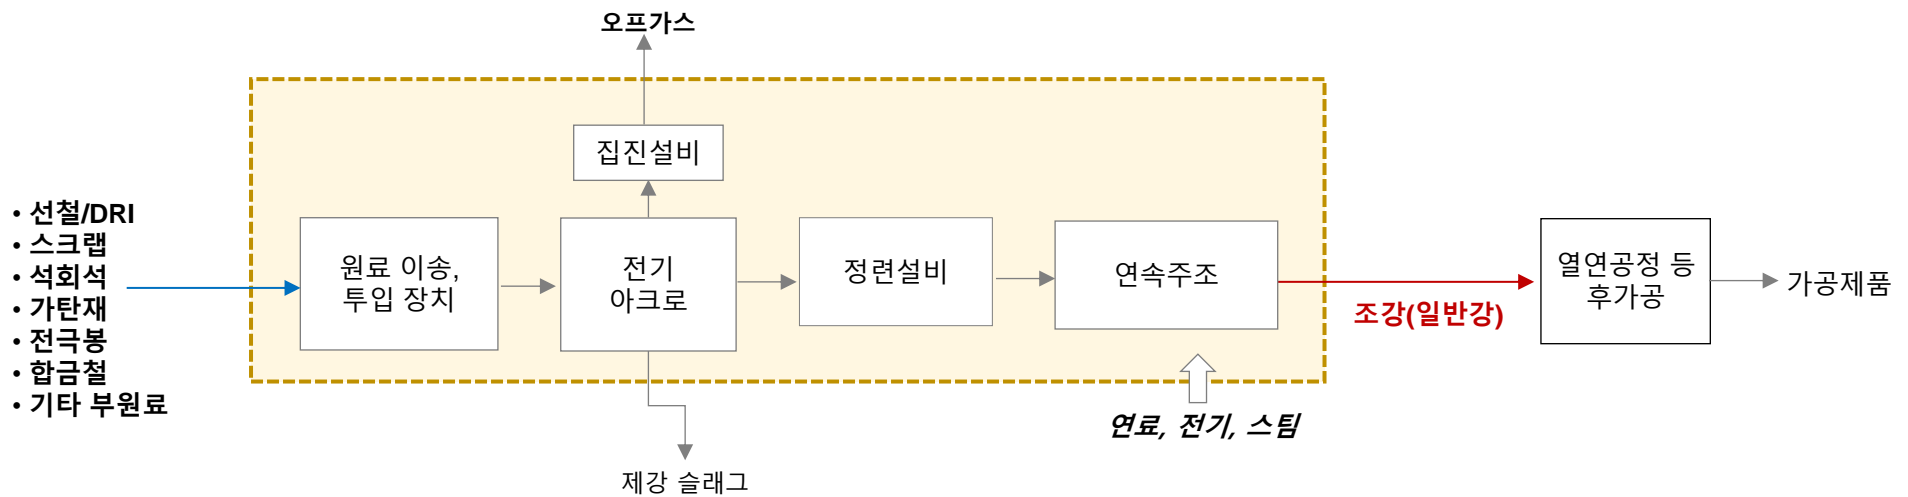 오프가스
집진설비
• 선철/DRI
• 스크랩
• 석회석
• 가탄재
• 전극봉
• 합금철
• 기타 부원료
원료 이송,
투입 장치
전기
아크로
정련설비
연속주조
조강(일반강)
열연공정 등
후가공
가공제품
연료, 전기, 스팀
제강 슬래그